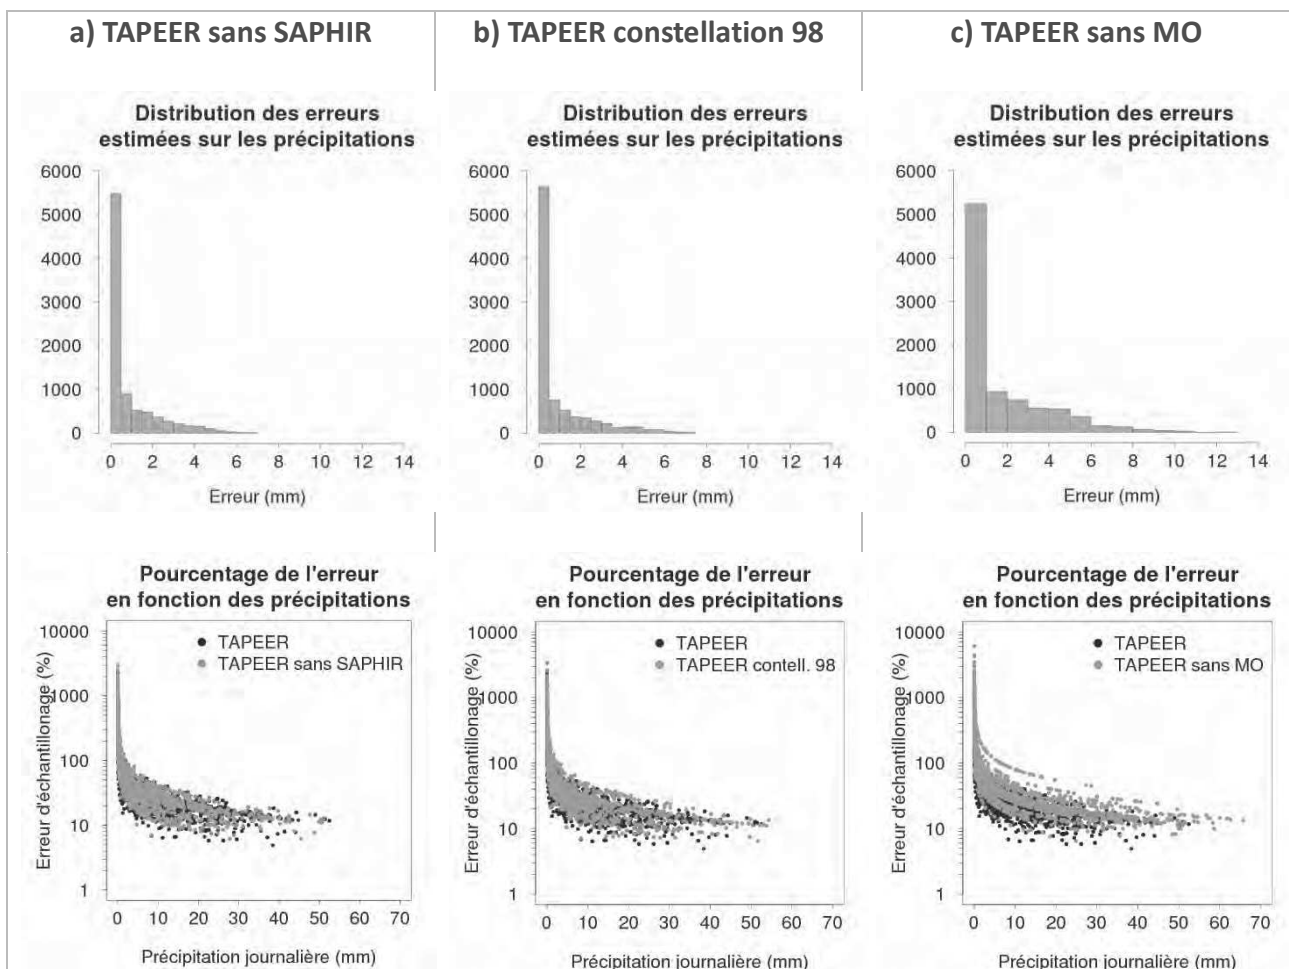 a) TAPEER sans SAPHIR
b) TAPEER constellation 98
c) TAPEER sans MO
Distribution des erreurs
estimées sur les précipitations
6000
5000
4000
3000
2000
1000
0
0 2 4 6 8 10 12 14
Erreur (mm)
Distribution des erreurs
estimées sur les précipitations
6000
5000
4000
3000
2000
1000
0
0 2 4 6 8 10 12 14
Erreur (mm)
Distribution des erreurs
estimées sur les précipitations
6000
5000
4000
3000
2000
1000
0
0 2 4 6 8 10 12 14
Erreur (mm)
Pourcentage de l'erreur
en fonction des précipitations
Erreur d'échantillonage (%)
10000
1000
100
10
1
TAPEER
TAPEER sans SAPHIR
0 10 20 30 40 50 60 70
Précipitation journalière (mm)
Pourcentage de l'erreur
en fonction des précipitations
Erreur d'échantillonage (%)
10000
1000
100
10
1
TAPEER
TAPEER contell. 98
0 10 20 30 40 50 60 70
Précipitation journalière (mm)
Pourcentage de l'erreur
en fonction des précipitations
Erreur d'échantillonage (%)
10000
1000
100
10
1
TAPEER
TAPEER sans MO
0 10 20 30 40 50 60 70
Précipitation journalière (mm)